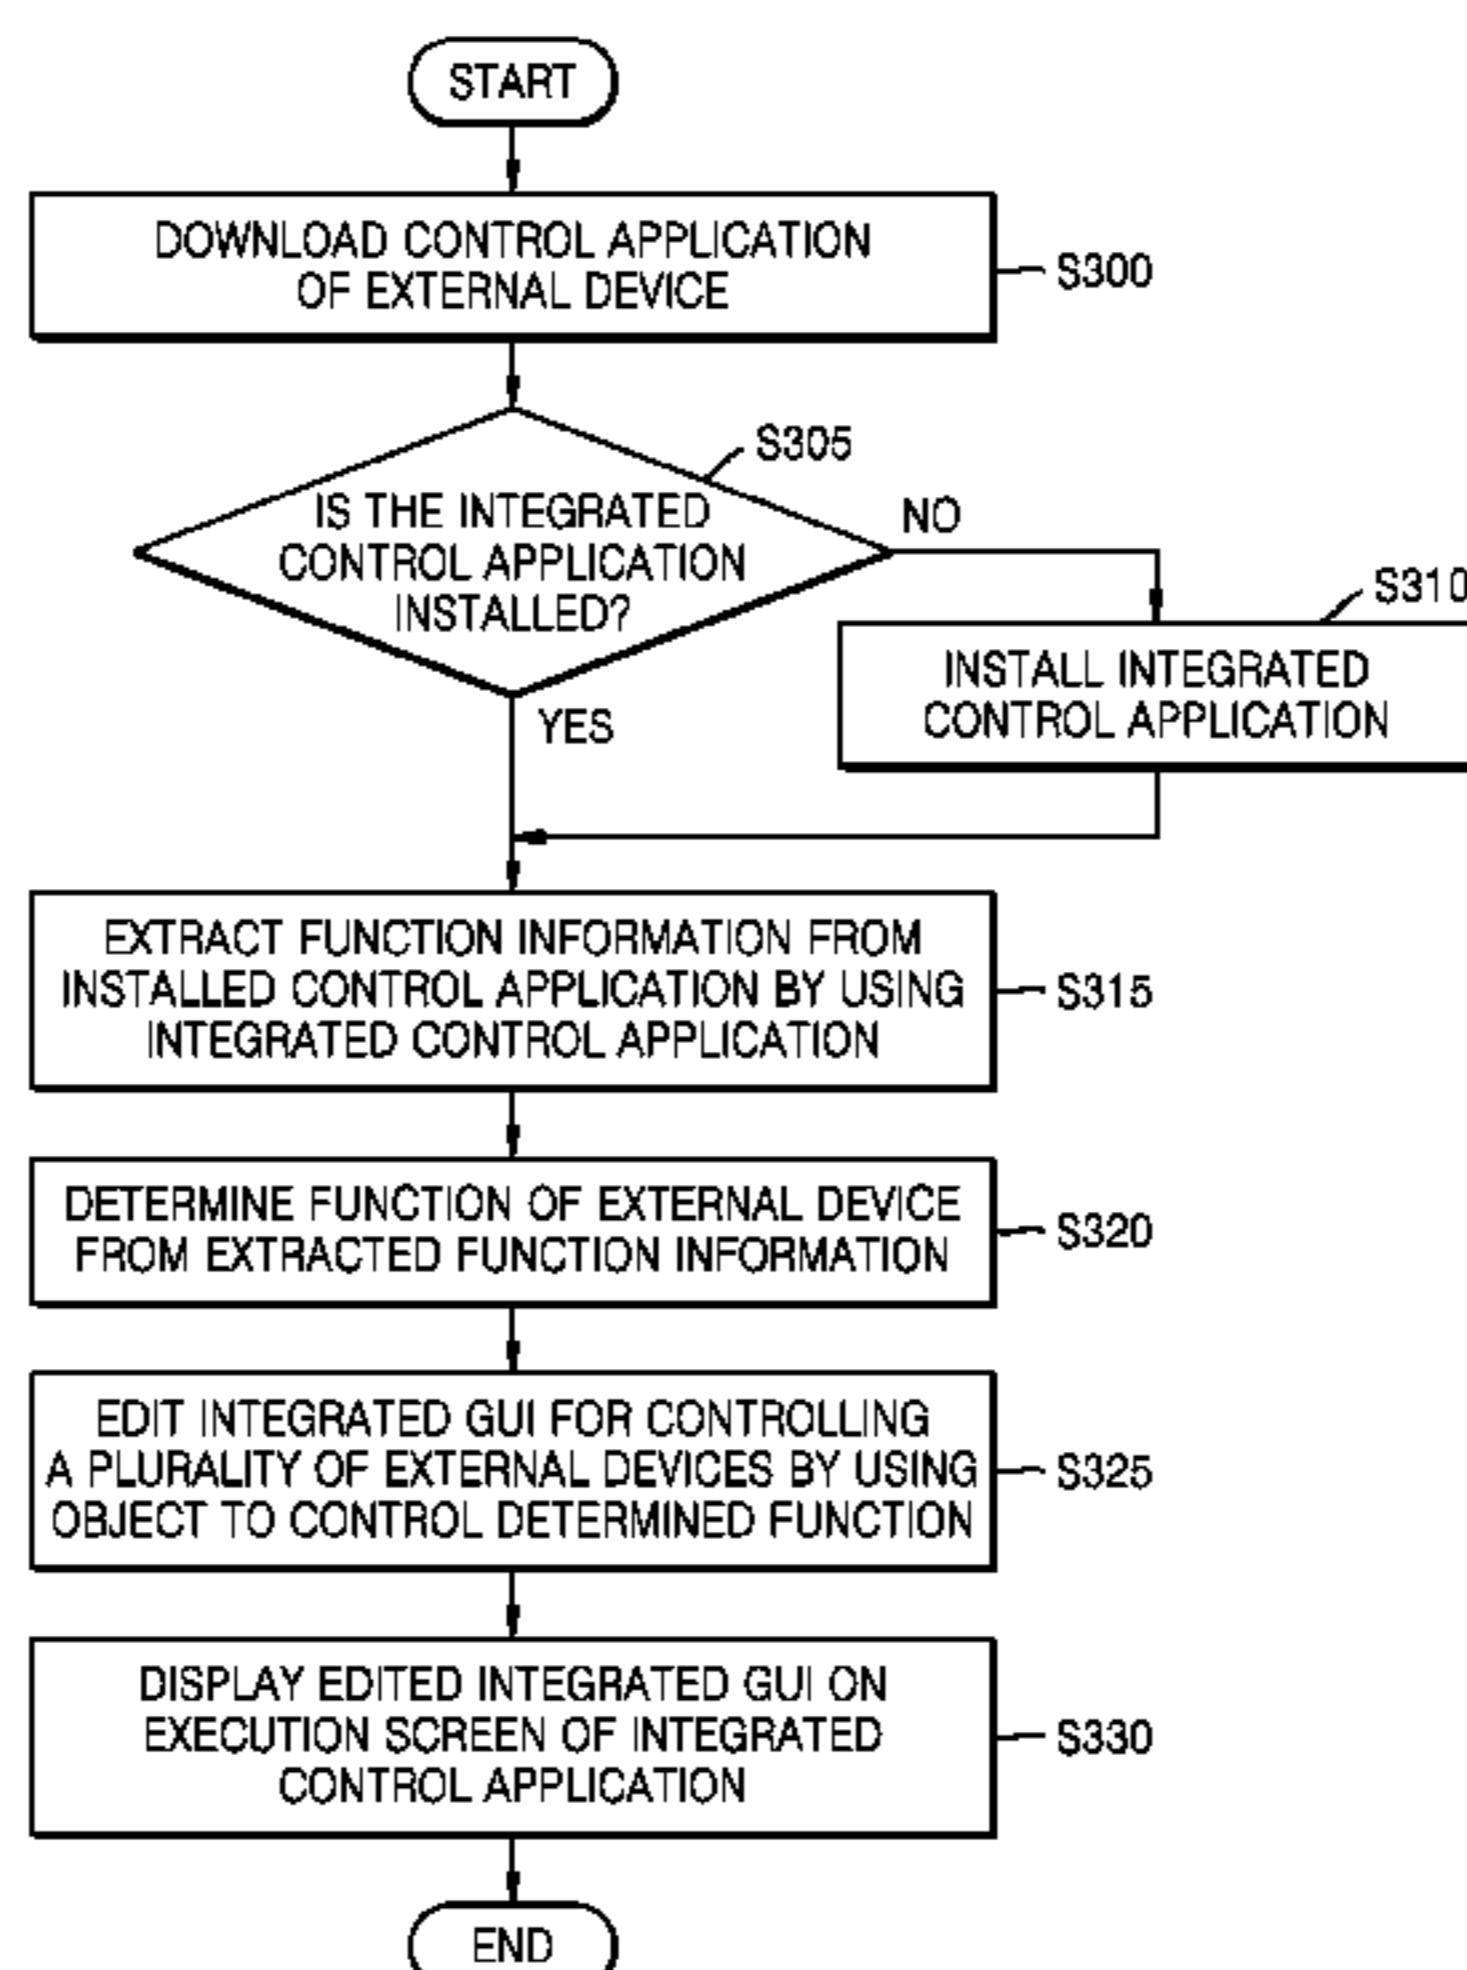 START
DOWNLOAD CONTROL APPLICATION
OF EXTERNAL DEVICE
S300
S305
IS THE INTEGRATED
CONTROL APPLICATION
INSTALLED?
NO
S310
INSTALL INTEGRATED
CONTROL APPLICATION
YES
EXTRACT FUNCTION INFORMATION FROM
INSTALLED CONTROL APPLICATION BY USING
INTEGRATED CONTROL APPLICATION
S315
DETERMINE FUNCTION OF EXTERNAL DEVICE
FROM EXTRACTED FUNCTION INFORMATION
S320
EDIT INTEGRATED GUI FOR CONTROLLING
A PLURALITY OF EXTERNAL DEVICES BY USING
OBJECT TO CONTROL DETERMINED FUNCTION
S325
DISPLAY EDITED INTEGRATED GUI ON
EXECUTION SCREEN OF INTEGRATED
CONTROL APPLICATION
S330
END